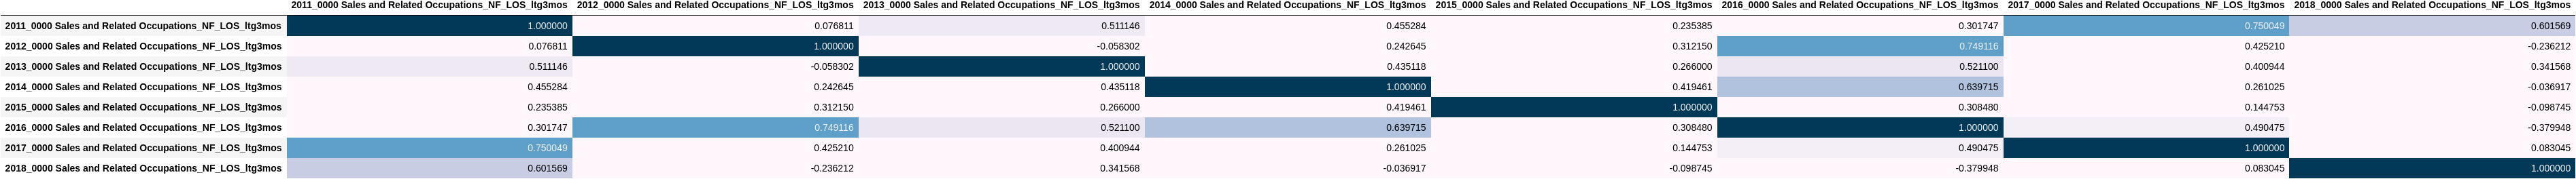 2011_0000 Sales and Related Occupations_NF_LOS_ltg3mos 2012_0000 Sales and Related Occupations_NF_LOS_ltg3mos 2013_0000 Sales and Related Occupations_NF_LOS_ltg3mos 2014_0000 Sales and Related Occupations_NF_LOS_ltg3mos 2015_0000 Sales and Related Occupations_NF_LOS_ltg3mos 2016_0000 Sales and Related Occupations_NF_LOS_ltg3mos 2017_0000 Sales and Related Occupations_NF_LOS_ltg3mos 2018_0000 Sales and Related Occupations_NF_LOS_ltg3mos
2011_0000 Sales and Related Occupations_NF_LOS_ltg3mos 1.000000 0.076811 0.511146 0.455284 0.235385 0.301747 0.750049 0.601569
2012_0000 Sales and Related Occupations_NF_LOS_ltg3mos 0.076811 1.000000 -0.058302 0.242645 0.312150 0.749116 0.425210 -0.236212
2013_0000 Sales and Related Occupations_NF_LOS_ltg3mos 0.511146 -0.058302 1.000000 0.435118 0.266000 0.521100 0.400944 0.341568
2014_0000 Sales and Related Occupations_NF_LOS_ltg3mos 0.455284 0.242645 0.435118 1.000000 0.419461 0.639715 0.261025 -0.036917
2015_0000 Sales and Related Occupations_NF_LOS_ltg3mos 0.235385 0.312150 0.266000 0.419461 1.000000 0.308480 0.144753 -0.098745
2016_0000 Sales and Related Occupations_NF_LOS_ltg3mos 0.301747 0.749116 0.521100 0.639715 0.308480 1.000000 0.490475 -0.379948
2017_0000 Sales and Related Occupations_NF_LOS_ltg3mos 0.750049 0.425210 0.400944 0.261025 0.144753 0.490475 1.000000 0.083045
2018_0000 Sales and Related Occupations_NF_LOS_ltg3mos 0.601569 -0.236212 0.341568 -0.036917 -0.098745 -0.379948 0.083045 1.000000